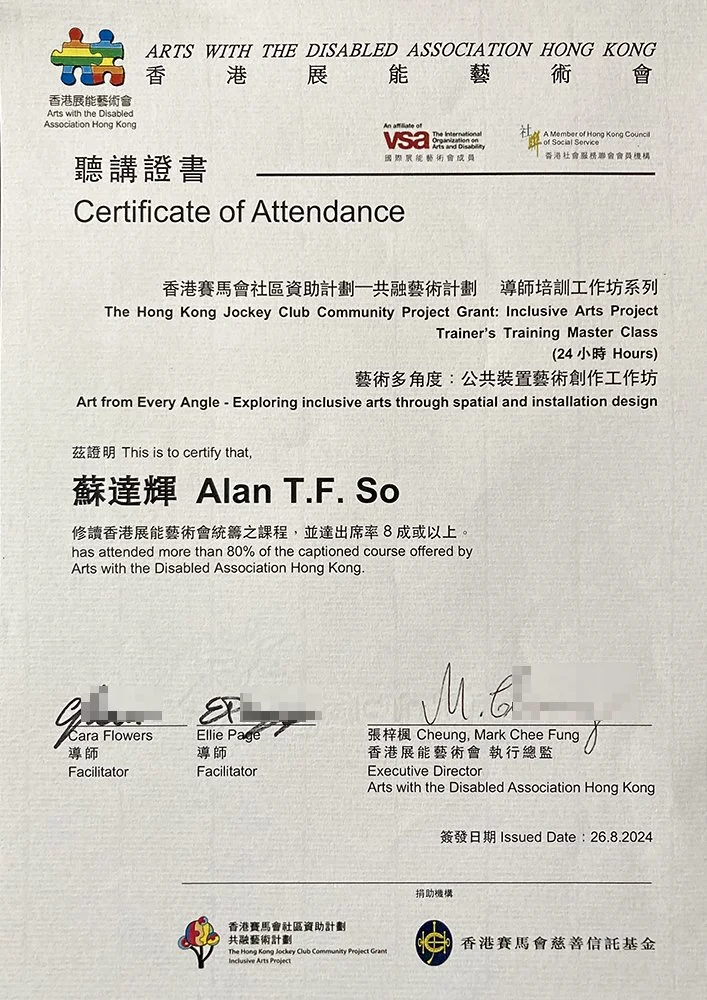 ARTS WITH THE DISABLED ASSOCIATION HONG KONG
香港展能藝術會
香港展能藝術會
Arts with the Disabled
Association Hong Kong
An affiliate of
vsa The International
Organization on
Arts and Disability
國際展能藝術會成員
社聯 A Member of Hong Kong Council
of Social Service
香港社會服務聯會會員機構
聽講證書
Certificate of Attendance
香港賽馬會社區資助計劃—共融藝術計劃 導師培訓工作坊系列
The Hong Kong Jockey Club Community Project Grant: Inclusive Arts Project
Trainer's Training Master Class
(24 小時 Hours)
藝術多角度：公共裝置藝術創作工作坊
Art from Every Angle - Exploring inclusive arts through spatial and installation design
茲證明 This is to certify that,
蘇達輝 Alan T.F. So
修讀香港展能藝術會統籌之課程，並達出席率 8 成或以上。
has attended more than 80% of the captioned course offered by
Arts with the Disabled Association Hong Kong.
M. C
Cara Flowers
導師
Facilitator
Ellie Page
導師
Facilitator
張梓楓 Cheung, Mark Chee Fung
香港展能藝術會 執行總監
Executive Director
Arts with the Disabled Association Hong Kong
簽發日期 Issued Date：26.8.2024
捐助機構
香港賽馬會社區資助計劃
共融藝術計劃
The Hong Kong Jockey Club Community Project Grant
Inclusive Arts Project
香港賽馬會慈善信託基金